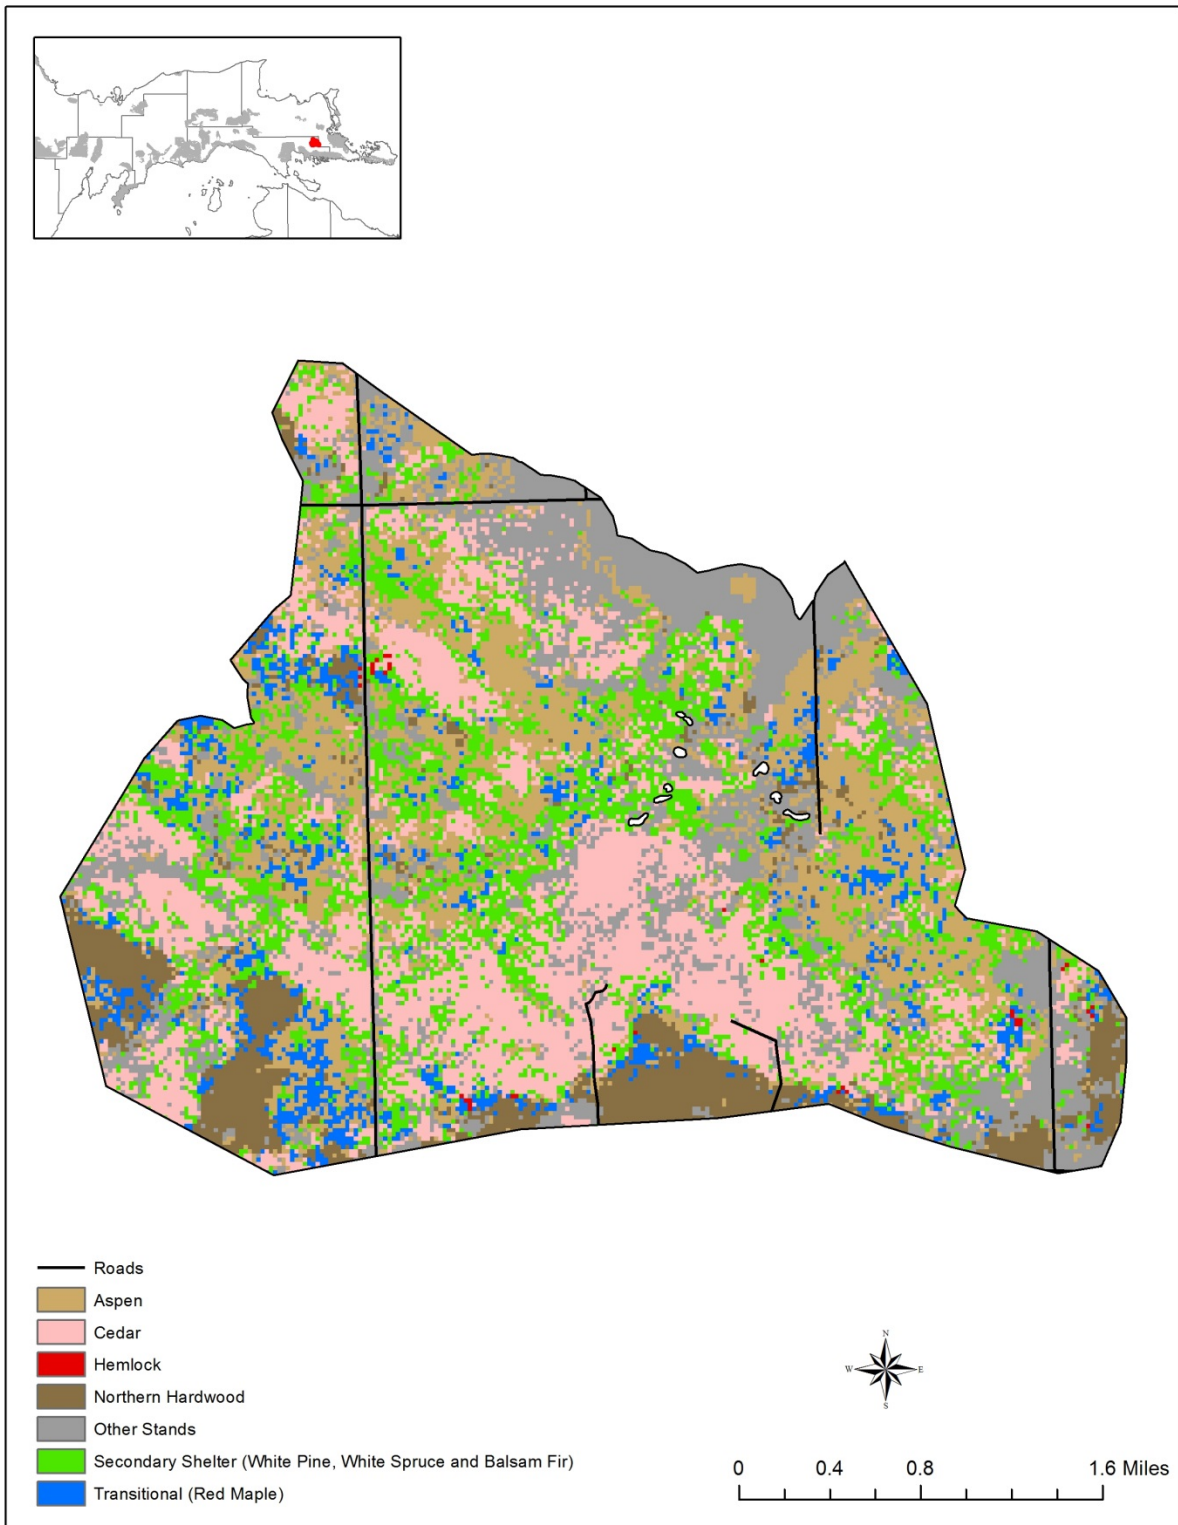 Roads
Aspen
Cedar
Hemlock
Northern Hardwood
Other Stands
Secondary Shelter (White Pine, White Spruce and Balsam Fir)
Transitional (Red Maple)
N
W E
S
0 0.4 0.8 1.6 Miles